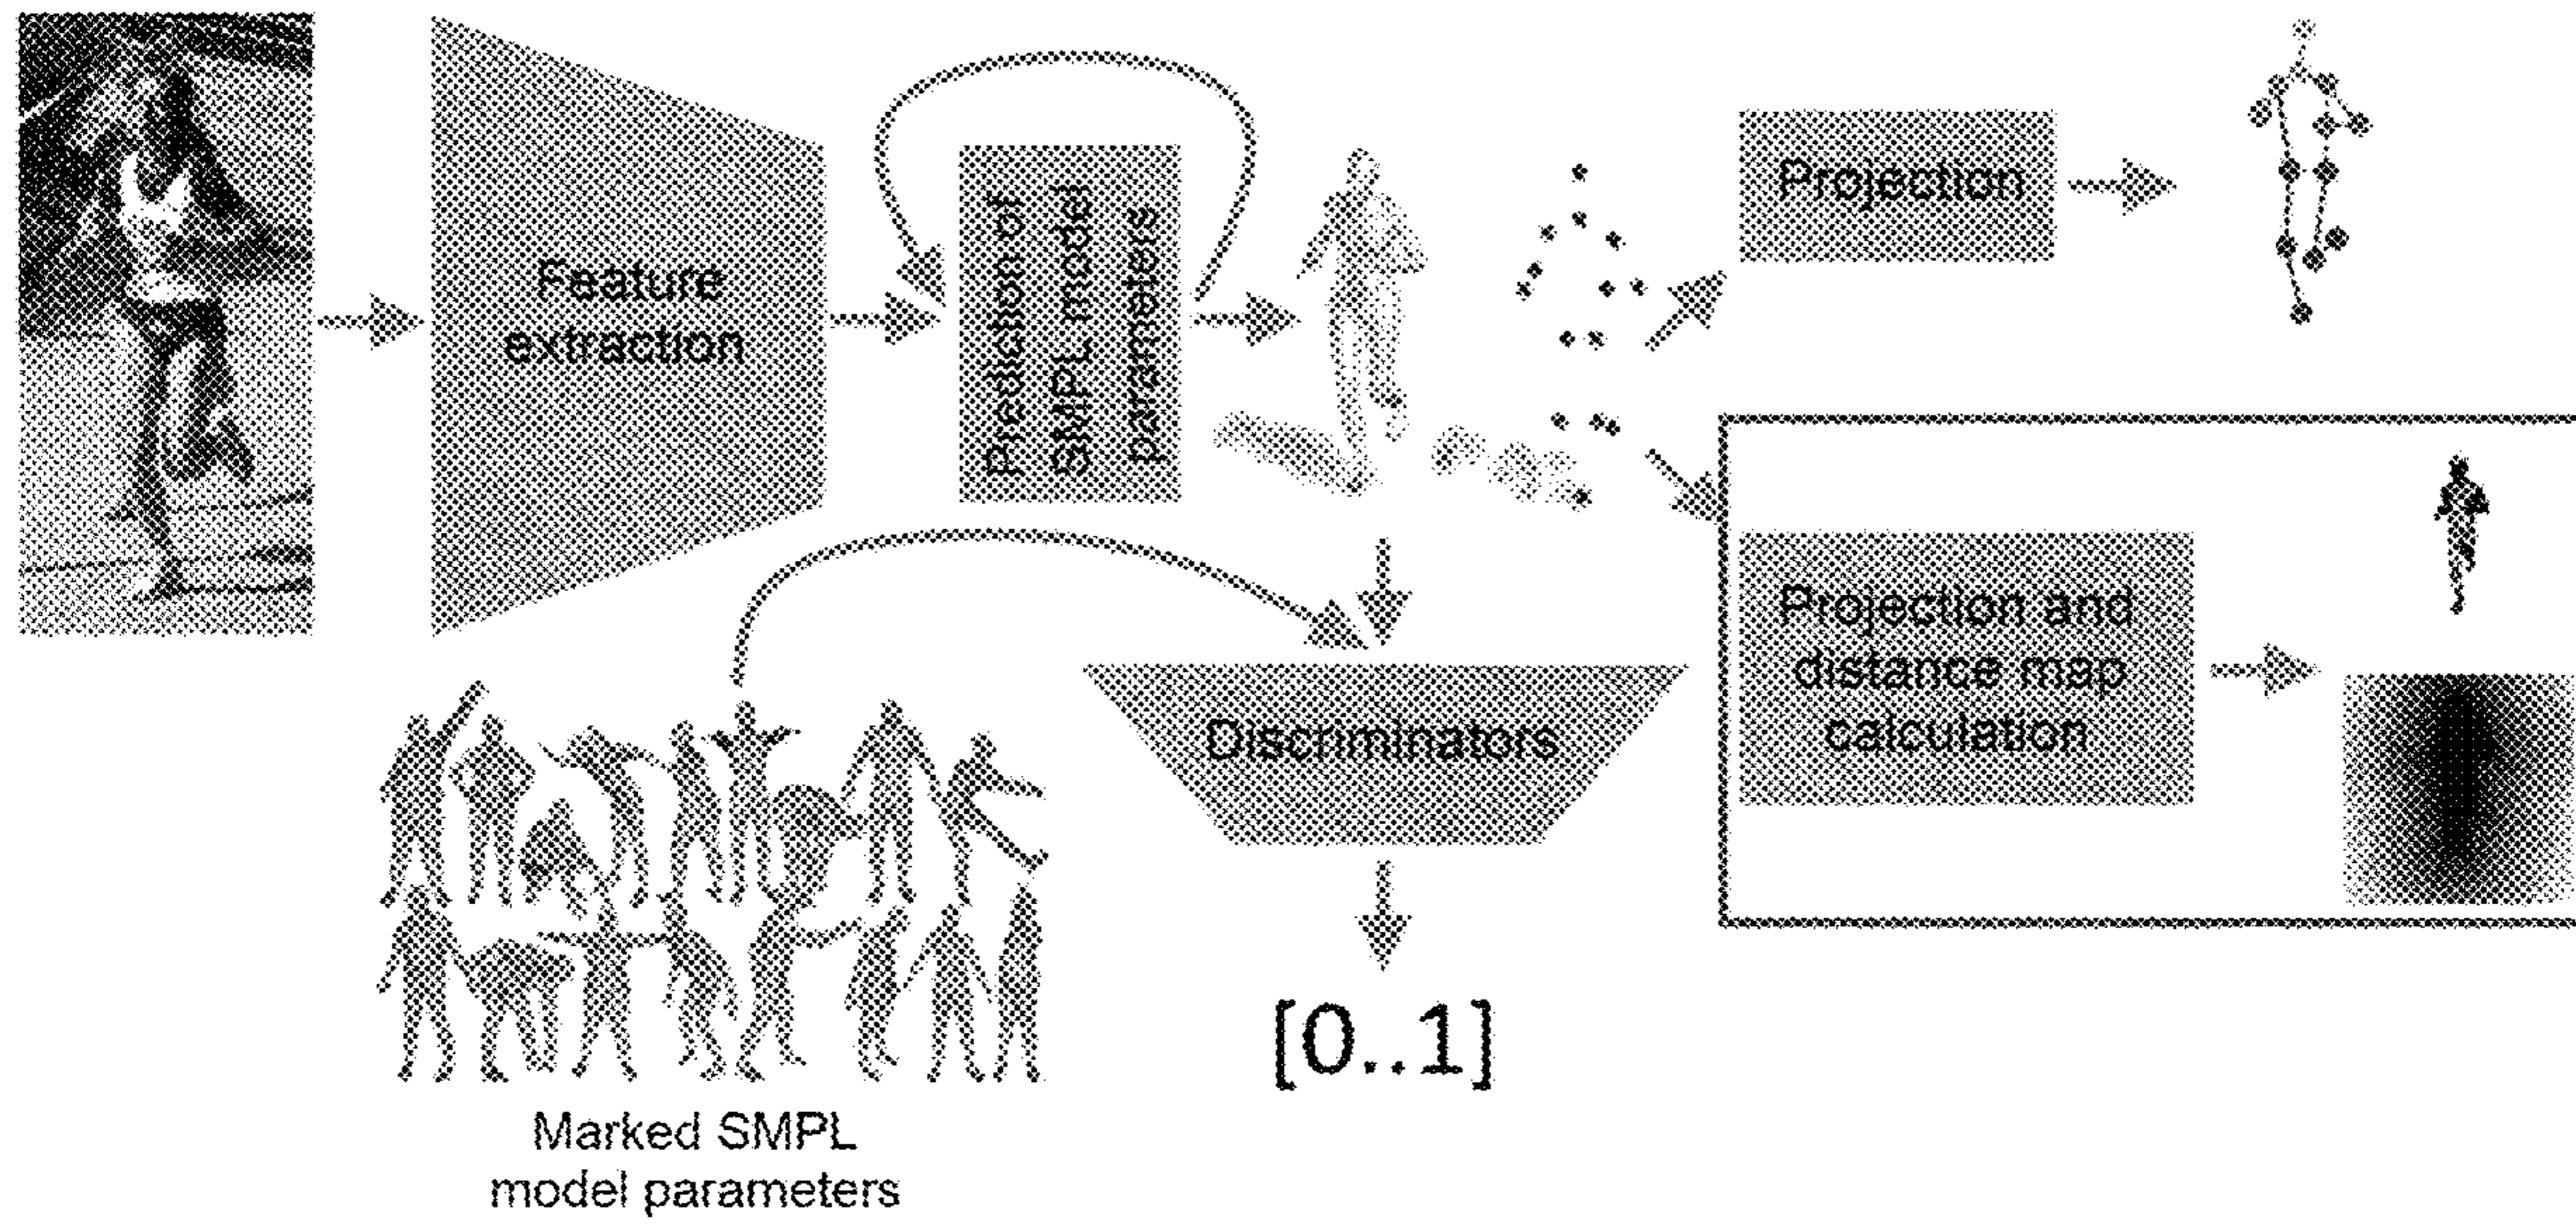 Feature
extraction
Prediction of
SMPL model
parameters
Projection
Projection and
distance map
calculation
Discriminators
[0..1]
Marked SMPL
model parameters